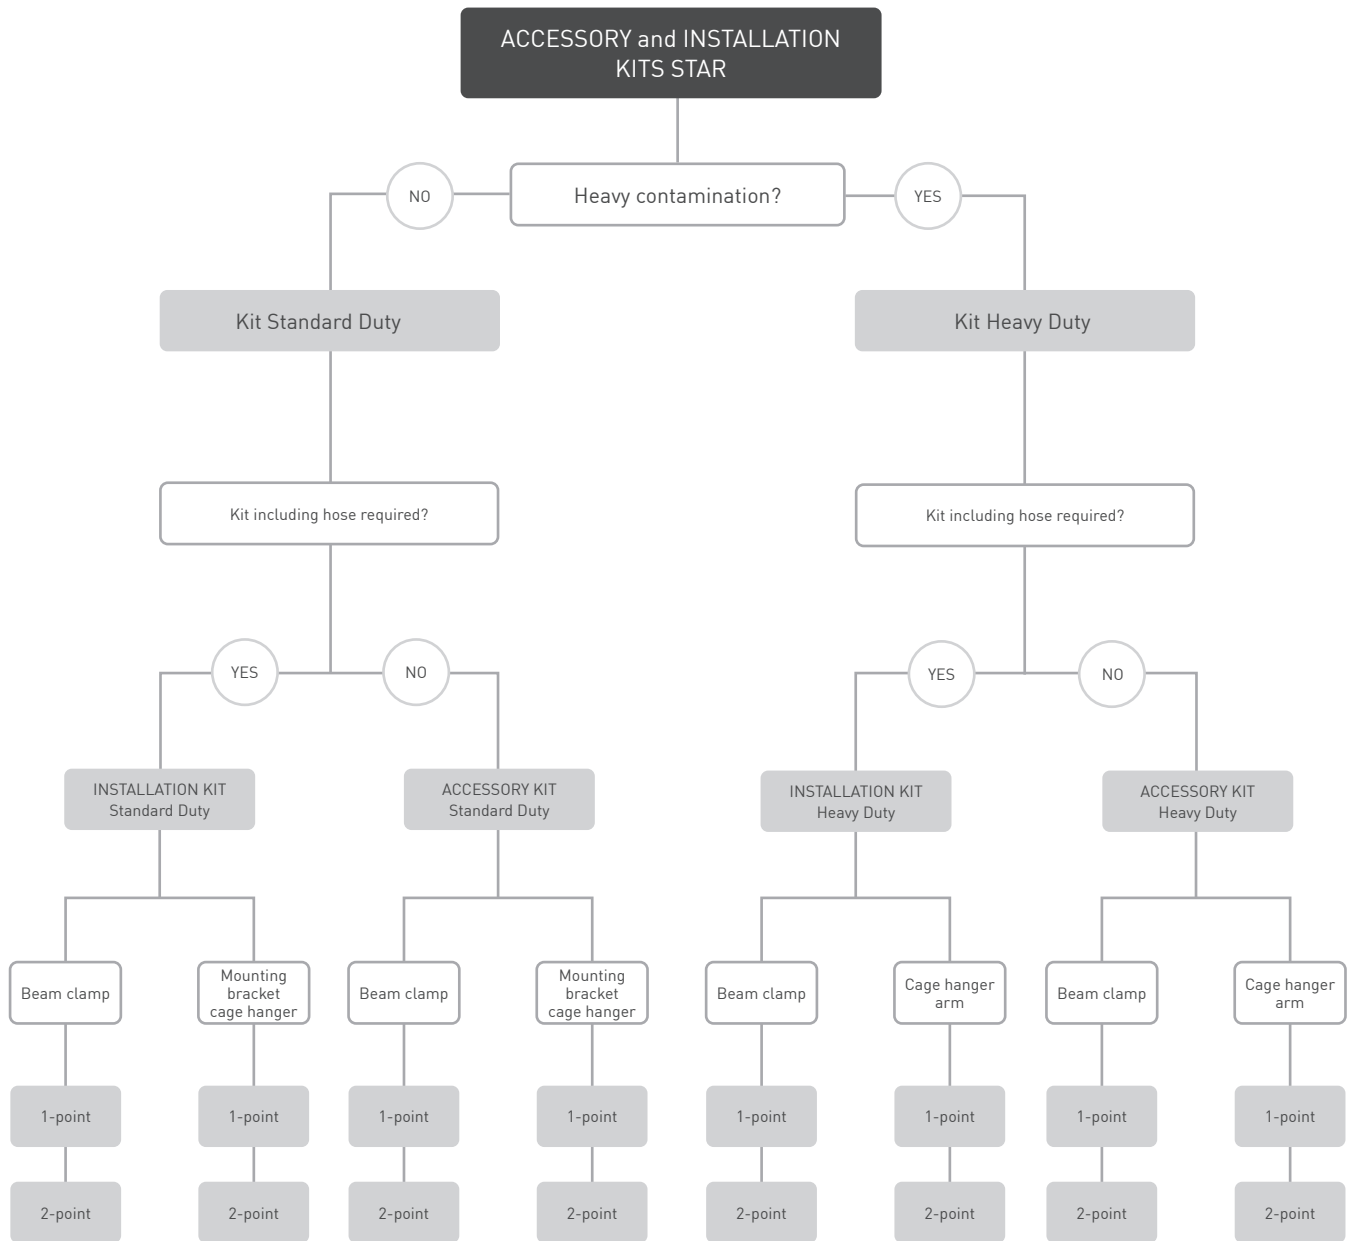 ACCESSORY and INSTALLATION
KITS STAR
NO
Heavy contamination?
YES
Kit Standard Duty
Kit Heavy Duty
Kit including hose required?
Kit including hose required?
YES
NO
YES
NO
INSTALLATION KIT
Standard Duty
ACCESSORY KIT
Standard Duty
INSTALLATION KIT
Heavy Duty
ACCESSORY KIT
Heavy Duty
Beam clamp
Mounting
bracket
cage hanger
Beam clamp
Mounting
bracket
cage hanger
Beam clamp
Cage hanger
arm
Beam clamp
Cage hanger
arm
1-point
1-point
1-point
1-point
1-point
1-point
1-point
1-point
2-point
2-point
2-point
2-point
2-point
2-point
2-point
2-point